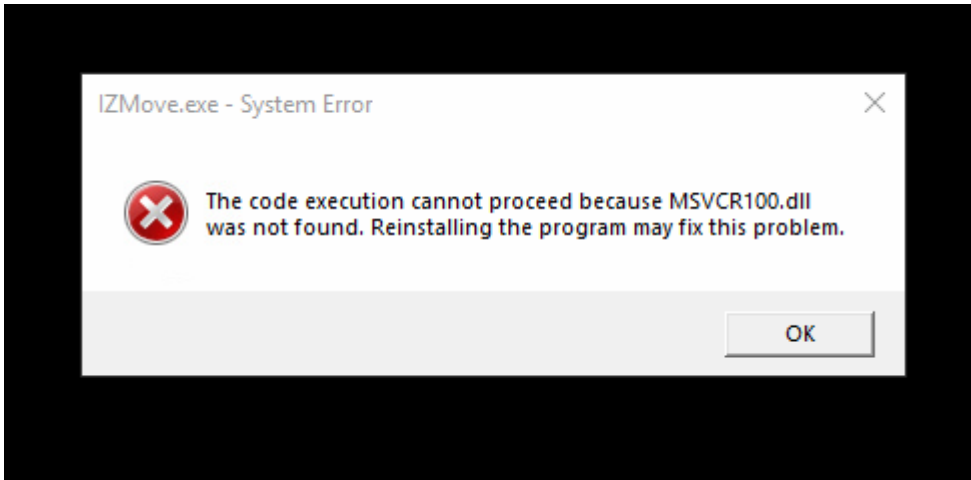 IZMove.exe - System Error
The code execution cannot proceed because MSVCR100.dll
was not found. Reinstalling the program may fix this problem.
OK